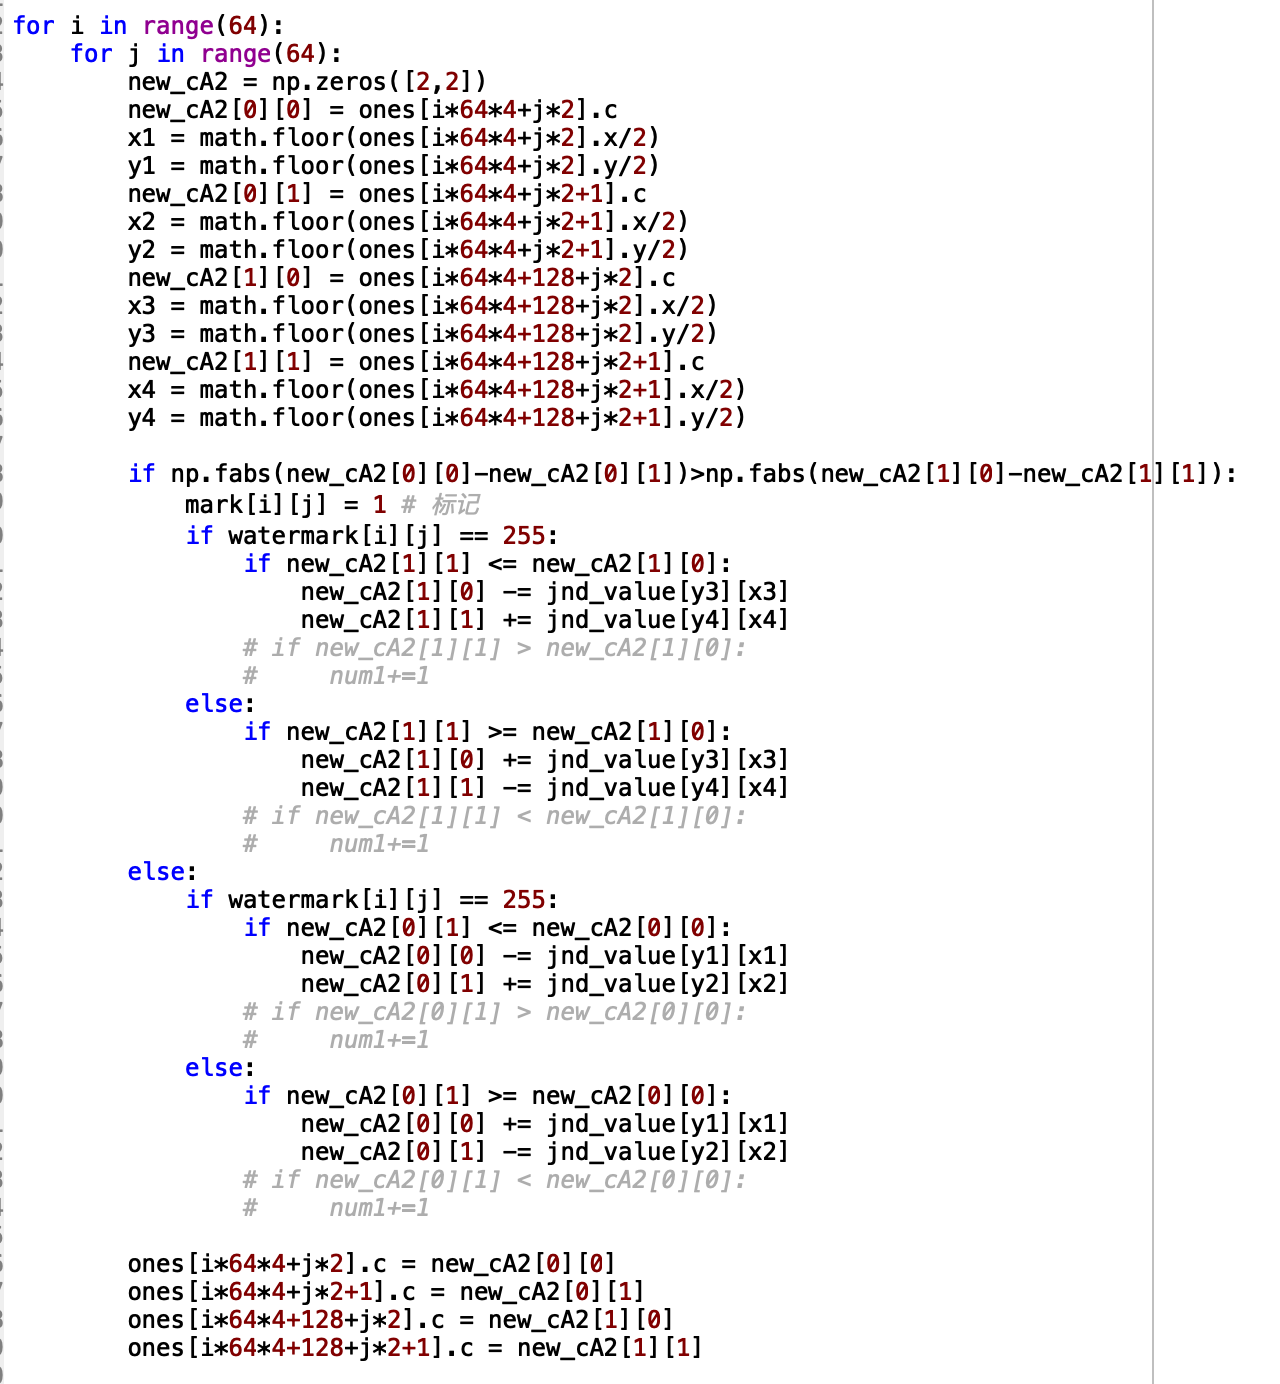 for i in range(64):
    for j in range(64):
        new_cA2 = np.zeros([2,2])
        new_cA2[0][0] = ones[i*64*4+j*2].c
        x1 = math.floor(ones[i*64*4+j*2].x/2)
        y1 = math.floor(ones[i*64*4+j*2].y/2)
        new_cA2[0][1] = ones[i*64*4+j*2+1].c
        x2 = math.floor(ones[i*64*4+j*2+1].x/2)
        y2 = math.floor(ones[i*64*4+j*2+1].y/2)
        new_cA2[1][0] = ones[i*64*4+128+j*2].c
        x3 = math.floor(ones[i*64*4+128+j*2].x/2)
        y3 = math.floor(ones[i*64*4+128+j*2].y/2)
        new_cA2[1][1] = ones[i*64*4+128+j*2+1].c
        x4 = math.floor(ones[i*64*4+128+j*2+1].x/2)
        y4 = math.floor(ones[i*64*4+128+j*2+1].y/2)

        if np.fabs(new_cA2[0][0]-new_cA2[0][1])>np.fabs(new_cA2[1][0]-new_cA2[1][1]):
            mark[i][j] = 1 # 标记
            if watermark[i][j] == 255:
                if new_cA2[1][1] <= new_cA2[1][0]:
                    new_cA2[1][0] -= jnd_value[y3][x3]
                    new_cA2[1][1] += jnd_value[y4][x4]
                # if new_cA2[1][1] > new_cA2[1][0]:
                #     num1+=1
            else:
                if new_cA2[1][1] >= new_cA2[1][0]:
                    new_cA2[1][0] += jnd_value[y3][x3]
                    new_cA2[1][1] -= jnd_value[y4][x4]
                # if new_cA2[1][1] < new_cA2[1][0]:
                #     num1+=1
        else:
            if watermark[i][j] == 255:
                if new_cA2[0][1] <= new_cA2[0][0]:
                    new_cA2[0][0] -= jnd_value[y1][x1]
                    new_cA2[0][1] += jnd_value[y2][x2]
                # if new_cA2[0][1] > new_cA2[0][0]:
                #     num1+=1
            else:
                if new_cA2[0][1] >= new_cA2[0][0]:
                    new_cA2[0][0] += jnd_value[y1][x1]
                    new_cA2[0][1] -= jnd_value[y2][x2]
                # if new_cA2[0][1] < new_cA2[0][0]:
                #     num1+=1

        ones[i*64*4+j*2].c = new_cA2[0][0]
        ones[i*64*4+j*2+1].c = new_cA2[0][1]
        ones[i*64*4+128+j*2].c = new_cA2[1][0]
        ones[i*64*4+128+j*2+1].c = new_cA2[1][1]